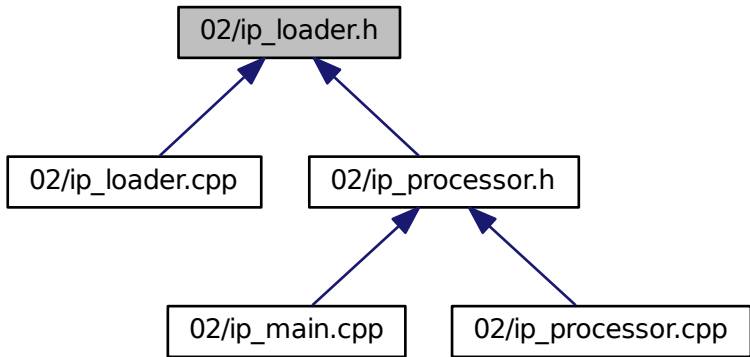 02/ip_loader.h
02/ip_loader.cpp
02/ip_processor.h
02/ip_main.cpp
02/ip_processor.cpp